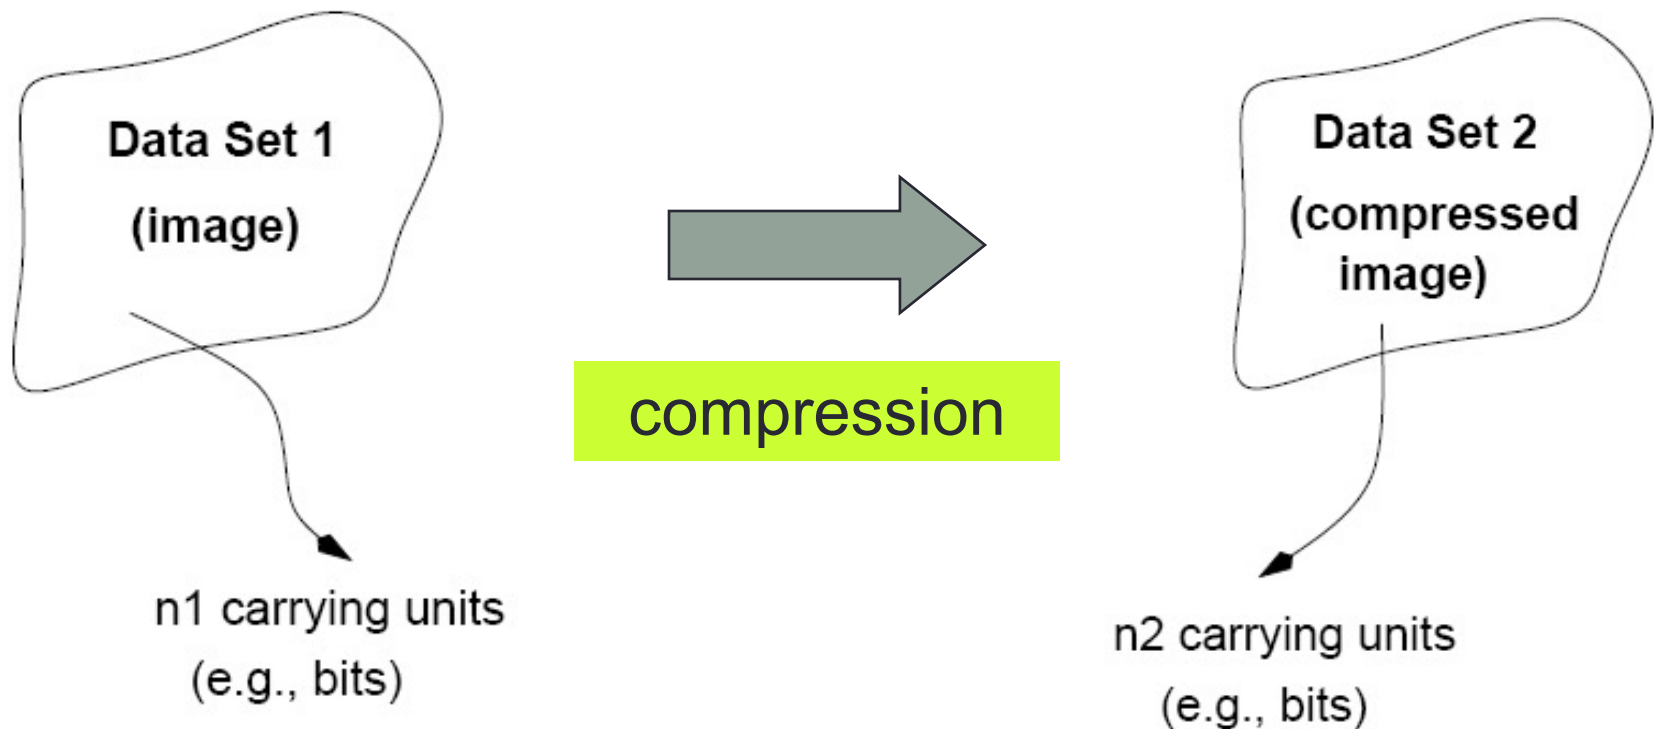 Data Set 1
(image)
n1 carrying units
(e.g., bits)
compression
Data Set 2
(compressed
image)
n2 carrying units
(e.g., bits)